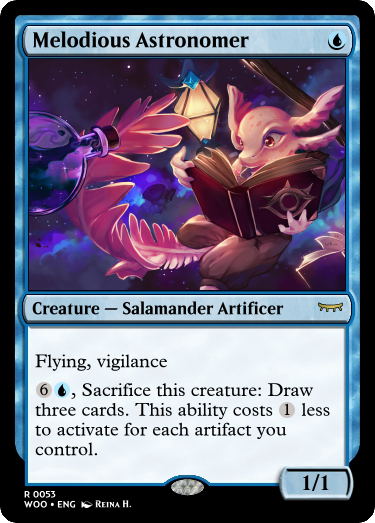 Melodious Astronomer
Creature — Salamander Artificer
Flying, vigilance
6, Sacrifice this creature: Draw
three cards. This ability costs 1 less
to activate for each artifact you
control.
1/1
R 0053
WOO • ENG Reina H.